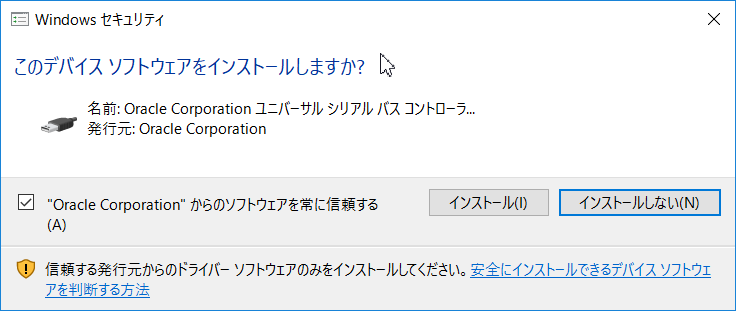 Windows セキュリティ
このデバイス ソフトウェアをインストールしますか?
名前: Oracle Corporation ユニバーサル シリアル バス コントローラ...
発行元: Oracle Corporation
"Oracle Corporation" からのソフトウェアを常に信頼する
(A)
インストール(I)
インストールしない(N)
信頼する発行元からのドライバー ソフトウェアのみをインストールしてください。安全にインストールできるデバイス ソフトウェ
アを判断する方法